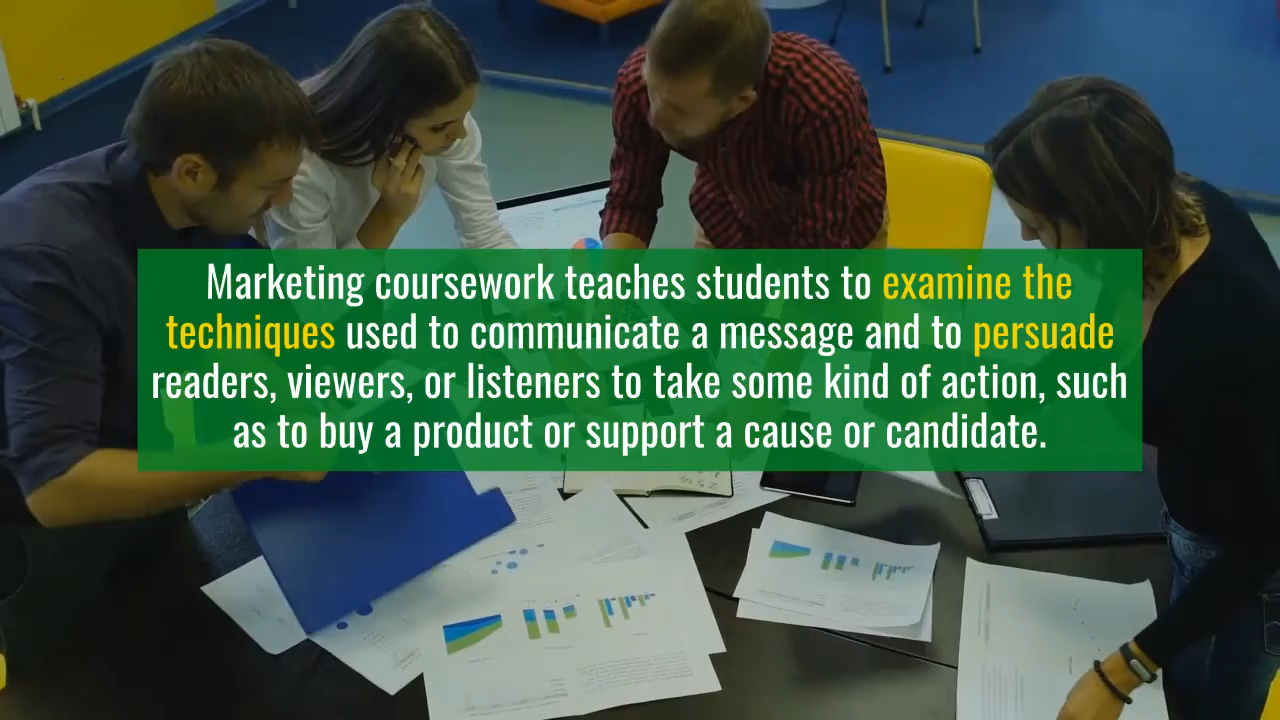 Marketing coursework teaches students to examine the
techniques used to communicate a message and to persuade
readers, viewers, or listeners to take some kind of action, such
as to buy a product or support a cause or candidate.